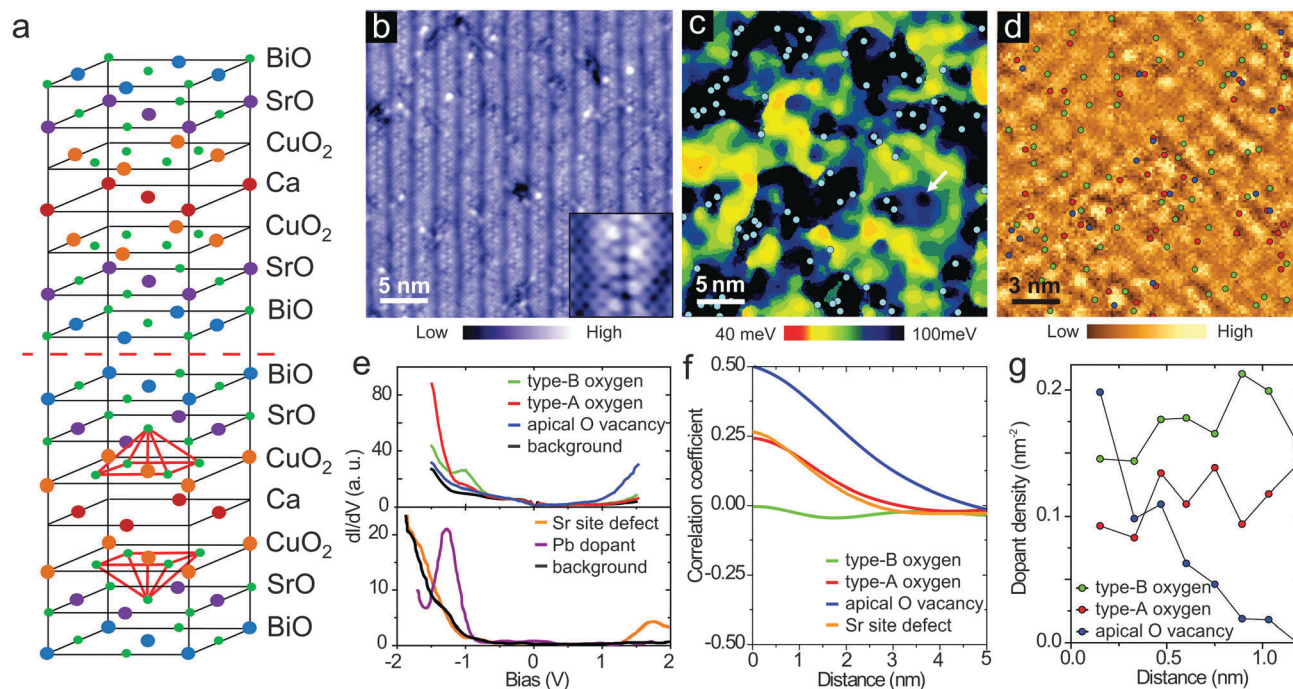 a
BiO
SrO
CuO₂
Ca
CuO₂
SrO
BiO
BiO
SrO
CuO₂
Ca
CuO₂
SrO
BiO
b
5 nm
Low High
c
5 nm
40 meV 100meV
d
3 nm
Low High
e
80
40
0
type-B oxygen
type-A oxygen
apical O vacancy
background
20
10
0
Sr site defect
Pb dopant
background
-2 -1 0 1 2
dI/dV (a. u.)
Bias (V)
f
0.50
0.25
0.00
-0.25
-0.50
Correlation coefficient
type-B oxygen
type-A oxygen
apical O vacancy
Sr site defect
0 1 2 3 4 5
Distance (nm)
g
0.2
0.1
0.0
Dopant density (nm⁻²)
type-B oxygen
type-A oxygen
apical O vacancy
0.0 0.5 1.0
Distance (nm)